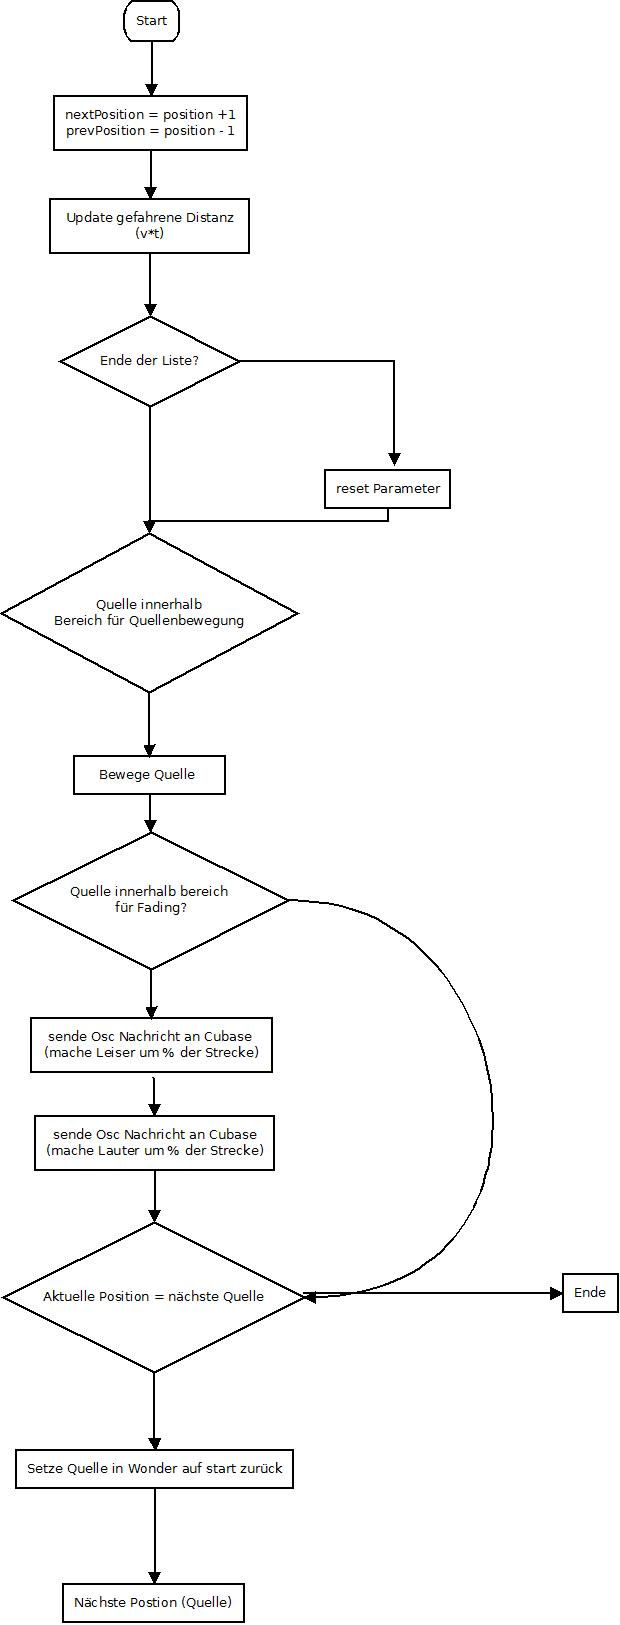 Start
nextPosition = position +1
prevPosition = position - 1
Update gefahrene Distanz
(v*t)
Ende der Liste?
reset Parameter
Quelle innerhalb
Bereich für Quellenbewegung
Bewege Quelle
Quelle innerhalb bereich
für Fading?
sende Osc Nachricht an Cubase
(mache Leiser um % der Strecke)
sende Osc Nachricht an Cubase
(mache Lauter um % der Strecke)
Aktuelle Position = nächste Quelle
Ende
Setze Quelle in Wonder auf start zurück
Nächste Postion (Quelle)